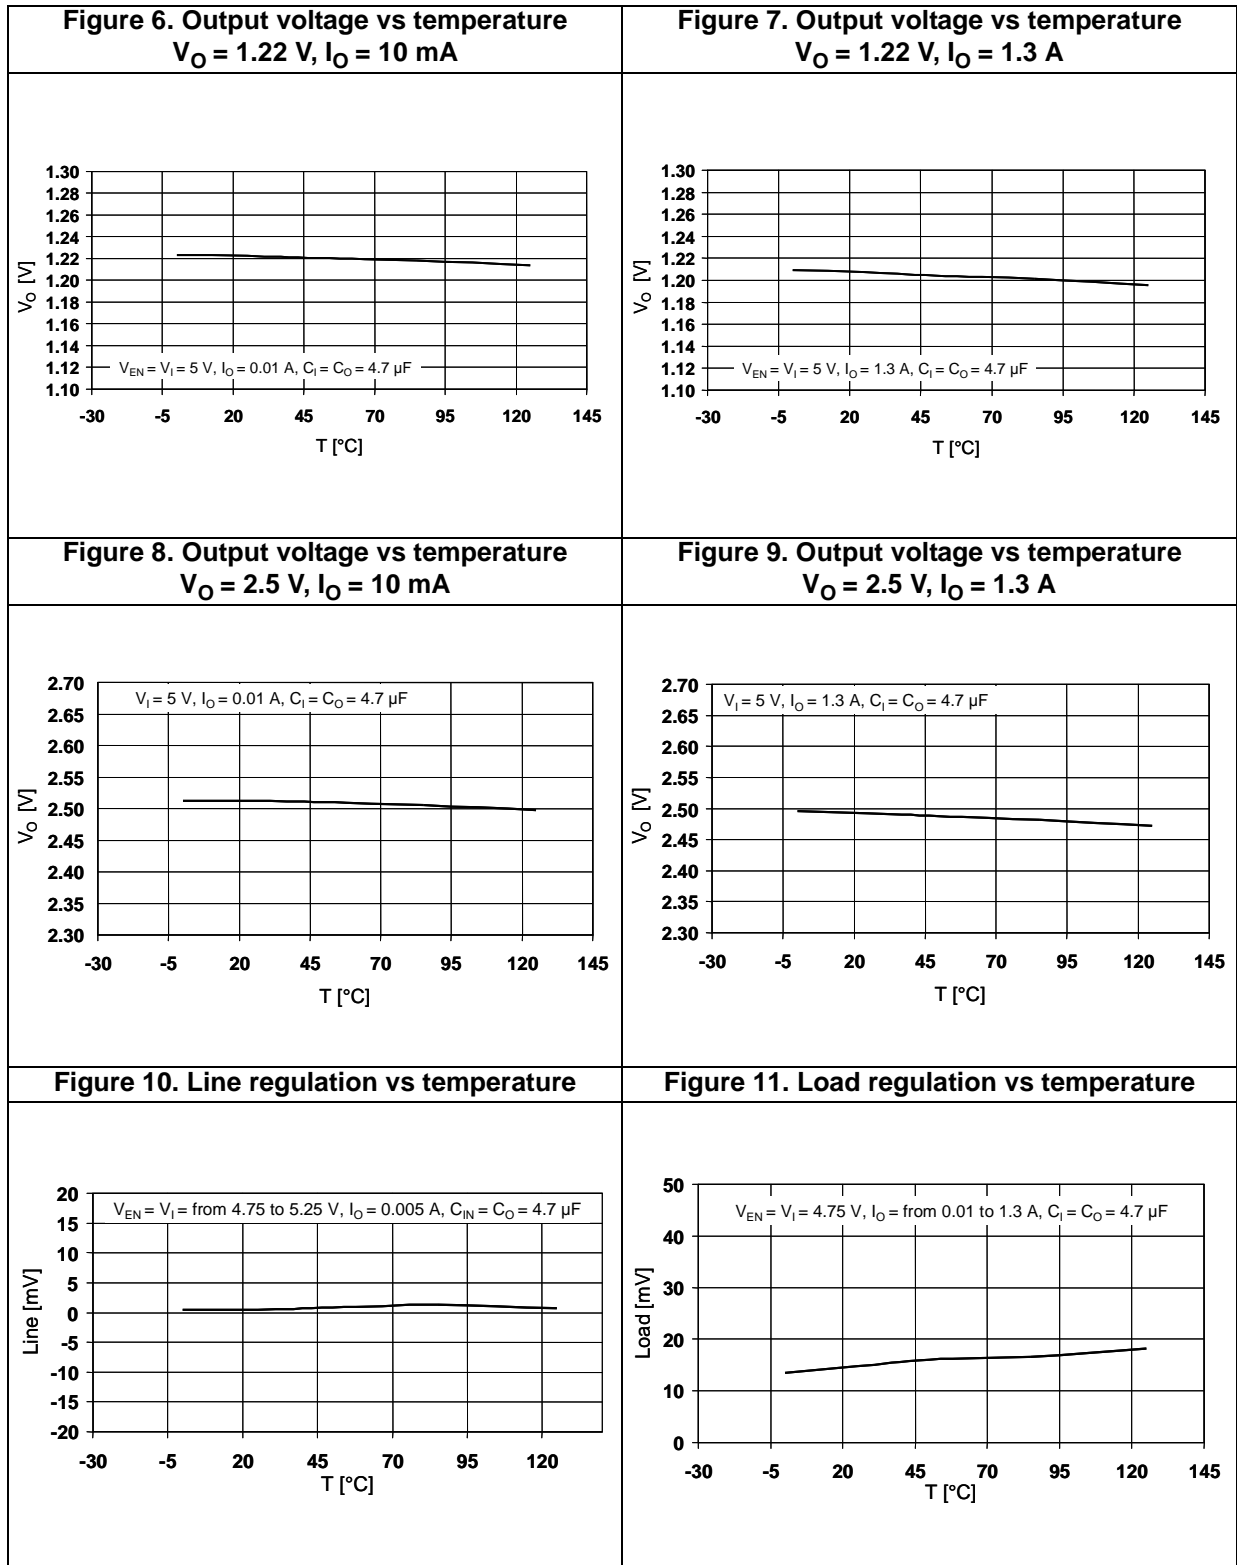 Figure 6. Output voltage vs temperature
VO = 1.22 V, IO = 10 mA
1.30
1.28
1.26
1.24
1.22
1.20
1.18
1.16
1.14
1.12
1.10
VO [V]
VEN = VI = 5 V, IO = 0.01 A, CI = CO = 4.7 µF
-30 -5 20 45 70 95 120 145
T [°C]
Figure 7. Output voltage vs temperature
VO = 1.22 V, IO = 1.3 A
1.30
1.28
1.26
1.24
1.22
1.20
1.18
1.16
1.14
1.12
1.10
VO [V]
VEN = VI = 5 V, IO = 1.3 A, CI = CO = 4.7 µF
-30 -5 20 45 70 95 120 145
T [°C]
Figure 8. Output voltage vs temperature
VO = 2.5 V, IO = 10 mA
VI = 5 V, IO = 0.01 A, CI = CO = 4.7 µF
2.70
2.65
2.60
2.55
2.50
2.45
2.40
2.35
2.30
VO [V]
-30 -5 20 45 70 95 120 145
T [°C]
Figure 9. Output voltage vs temperature
VO = 2.5 V, IO = 1.3 A
VI = 5 V, IO = 1.3 A, CI = CO = 4.7 µF
2.70
2.65
2.60
2.55
2.50
2.45
2.40
2.35
2.30
VO [V]
-30 -5 20 45 70 95 120 145
T [°C]
Figure 10. Line regulation vs temperature
VEN = VI = from 4.75 to 5.25 V, IO = 0.005 A, CIN = CO = 4.7 µF
20
15
10
5
0
-5
-10
-15
-20
Line [mV]
-30 -5 20 45 70 95 120
T [°C]
Figure 11. Load regulation vs temperature
VEN = VI = 4.75 V, IO = from 0.01 to 1.3 A, CI = CO = 4.7 µF
50
40
30
20
10
0
Load [mV]
-30 -5 20 45 70 95 120 145
T [°C]